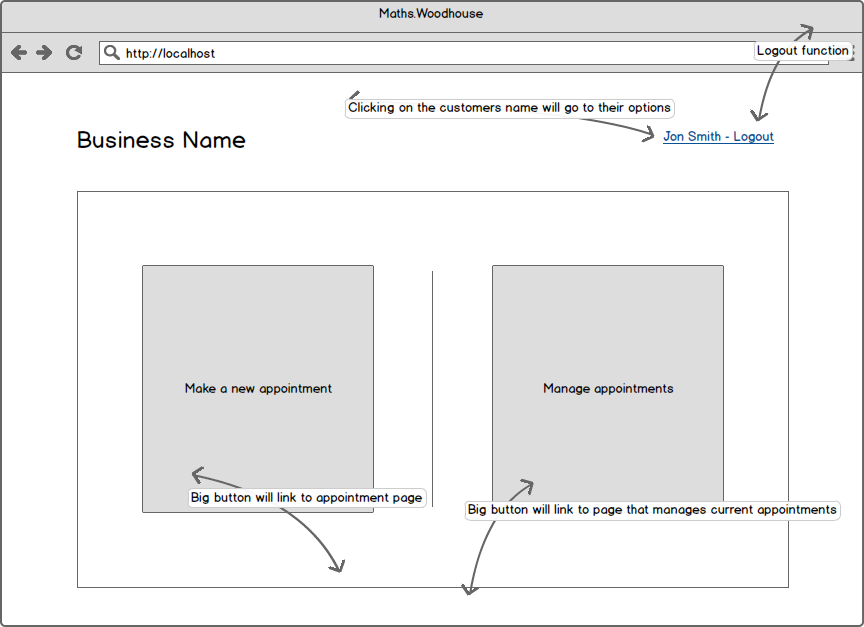 Maths.Woodhouse
http://localhost
Logout function
Clicking on the customers name will go to their options
Business Name
Jon Smith - Logout
Make a new appointment
Manage appointments
Big button will link to appointment page
Big button will link to page that manages current appointments